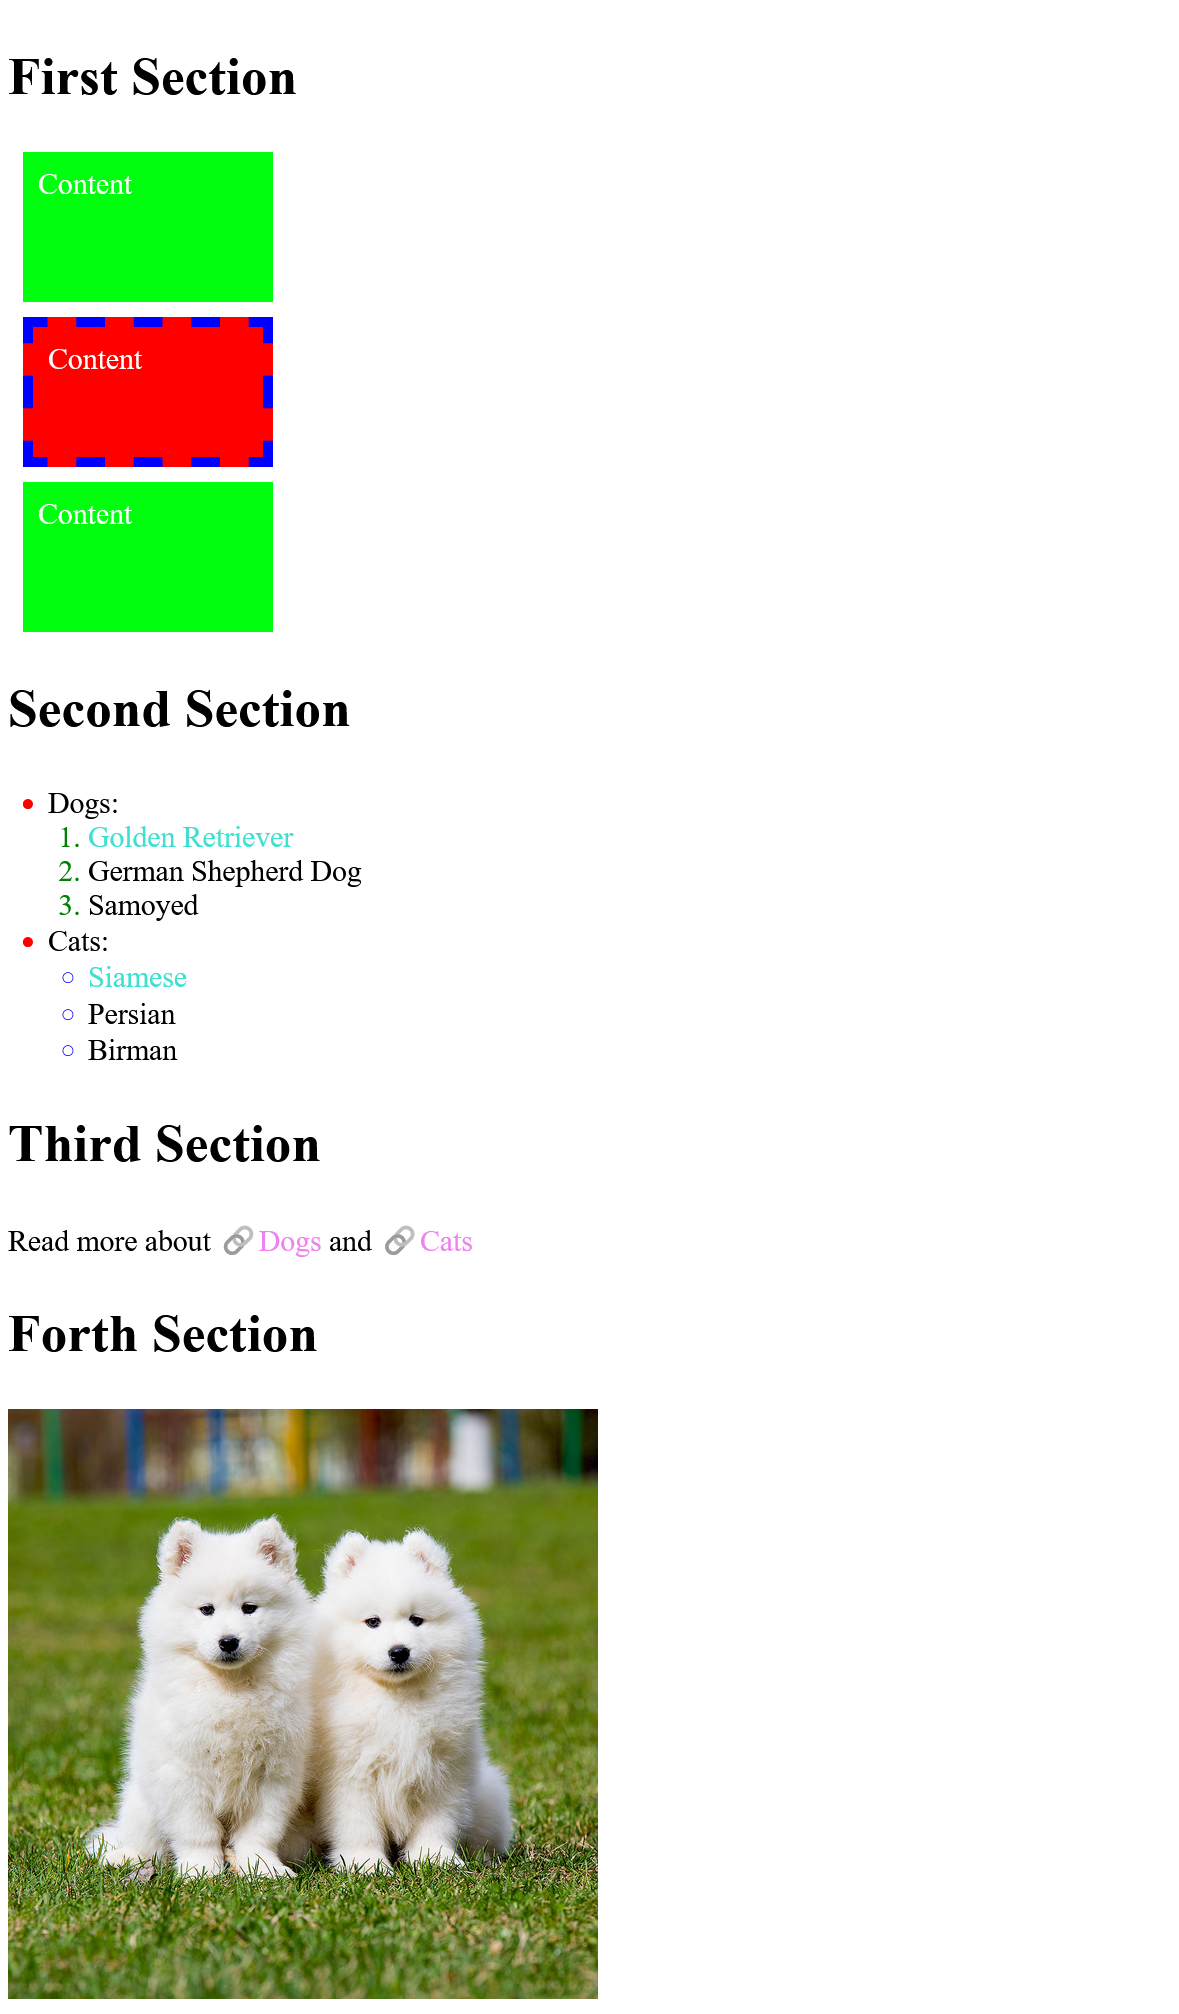 First Section
Content
Content
Content
Second Section
• Dogs:
1. Golden Retriever
2. German Shepherd Dog
3. Samoyed
• Cats:
○ Siamese
○ Persian
○ Birman
Third Section
Read more about 🔗 Dogs and 🔗 Cats
Forth Section